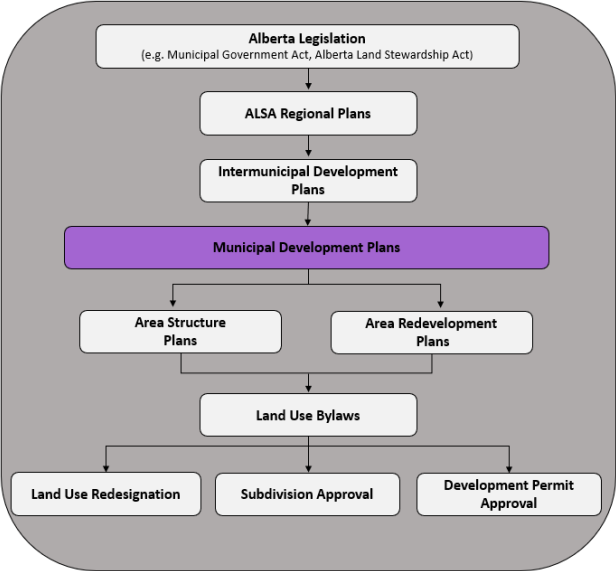 Alberta Legislation
(e.g. Municipal Government Act, Alberta Land Stewardship Act)
ALSA Regional Plans
Intermunicipal Development
Plans
Municipal Development Plans
Area Structure
Plans
Area Redevelopment
Plans
Land Use Bylaws
Land Use Redesignation
Subdivision Approval
Development Permit
Approval